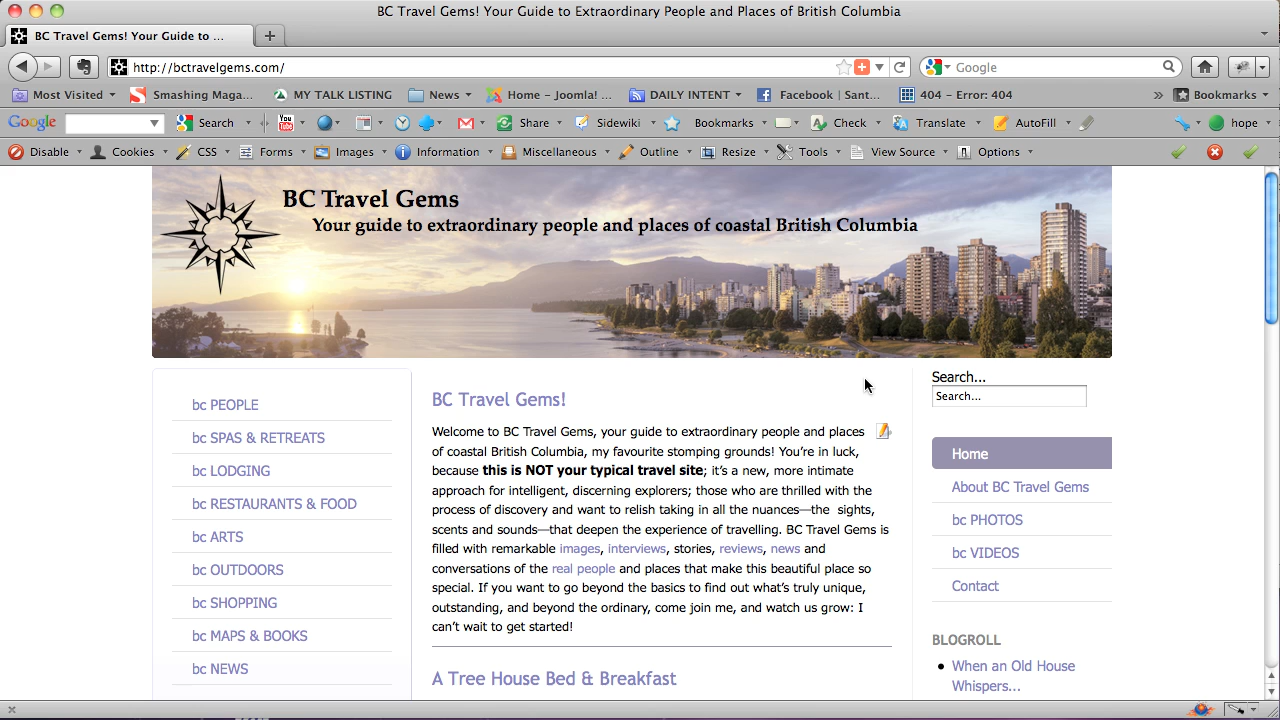 BC Travel Gems! Your Guide to Extraordinary People and Places of British Columbia
BC Travel Gems! Your Guide to ...
http://bctravelgems.com/
Google
Most Visited
Smashing Maga...
MY TALK LISTING
News
Home – Joomla! ...
DAILY INTENT
Facebook | Sant...
404 – Error: 404
»
Bookmarks
Google
Search
Share
Sidewiki
Bookmarks
Check
Translate
AutoFill
hope
Disable
Cookies
CSS
Forms
Images
Information
Miscellaneous
Outline
Resize
Tools
View Source
Options
BC Travel Gems
Your guide to extraordinary people and places of coastal British Columbia
bc PEOPLE
bc SPAS & RETREATS
bc LODGING
bc RESTAURANTS & FOOD
bc ARTS
bc OUTDOORS
bc SHOPPING
bc MAPS & BOOKS
bc NEWS
BC Travel Gems!
Welcome to BC Travel Gems, your guide to extraordinary people and places
of coastal British Columbia, my favourite stomping grounds! You're in luck,
because this is NOT your typical travel site; it's a new, more intimate
approach for intelligent, discerning explorers; those who are thrilled with the
process of discovery and want to relish taking in all the nuances—the sights,
scents and sounds—that deepen the experience of travelling. BC Travel Gems is
filled with remarkable images, interviews, stories, reviews, news and
conversations of the real people and places that make this beautiful place so
special. If you want to go beyond the basics to find out what's truly unique,
outstanding, and beyond the ordinary, come join me, and watch us grow: I
can't wait to get started!
A Tree House Bed & Breakfast
Search...
Search...
Home
About BC Travel Gems
bc PHOTOS
bc VIDEOS
Contact
BLOGROLL
When an Old House
Whispers...